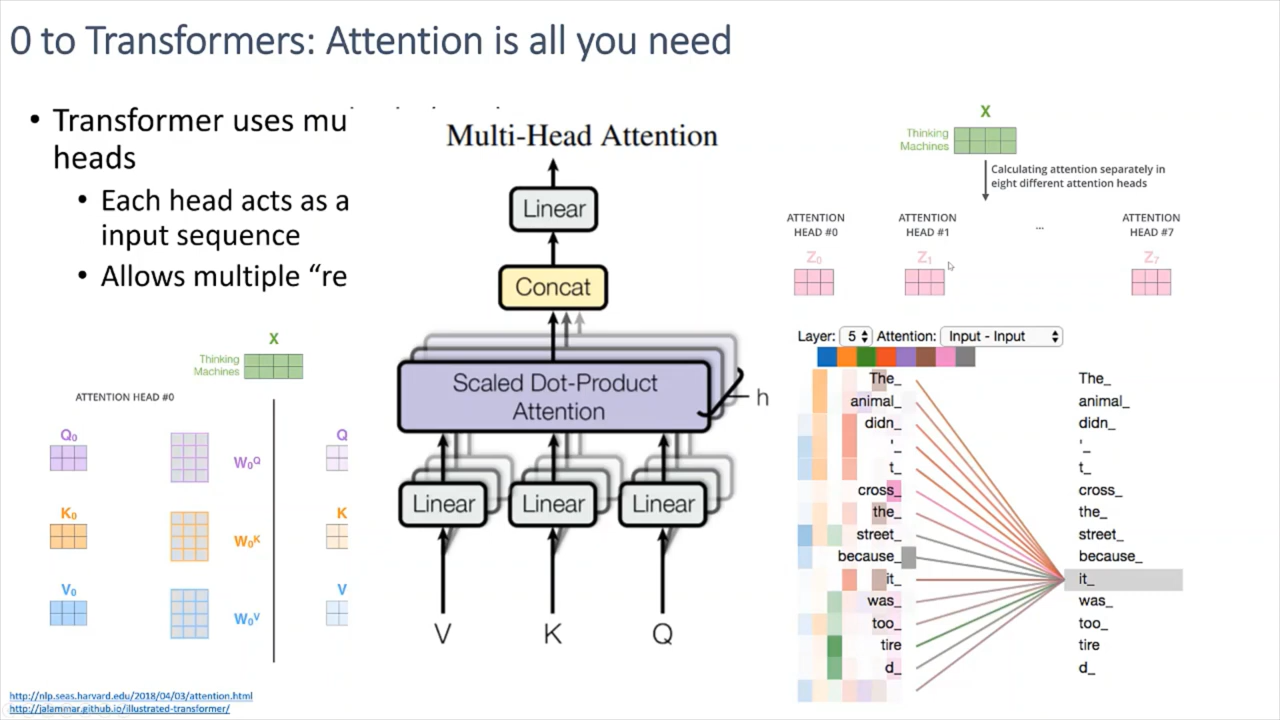 0 to Transformers: Attention is all you need
• Transformer uses mu
heads
• Each head acts as a
input sequence
• Allows multiple “re
X
Thinking
Machines
ATTENTION HEAD #0
Q0
W0Q
Q
K0
W0K
K
V0
W0V
V
http://nlp.seas.harvard.edu/2018/04/03/attention.html
http://jalammar.github.io/illustrated-transformer/
Multi-Head Attention
Linear
Concat
Scaled Dot-Product
Attention
h
Linear Linear Linear
V K Q
X
Thinking
Machines
Calculating attention separately in
eight different attention heads
ATTENTION
HEAD #0
ATTENTION
HEAD #1
...
ATTENTION
HEAD #7
Z0 Z1 Z7
Layer: 5 Attention: Input - Input
The_ The_
animal_ animal_
didn_ didn_
'_ '_
t_ t_
cross_ cross_
the_ the_
street_ street_
because_ because_
it_ it_
was_ was_
too_ too_
tire tire
d_ d_